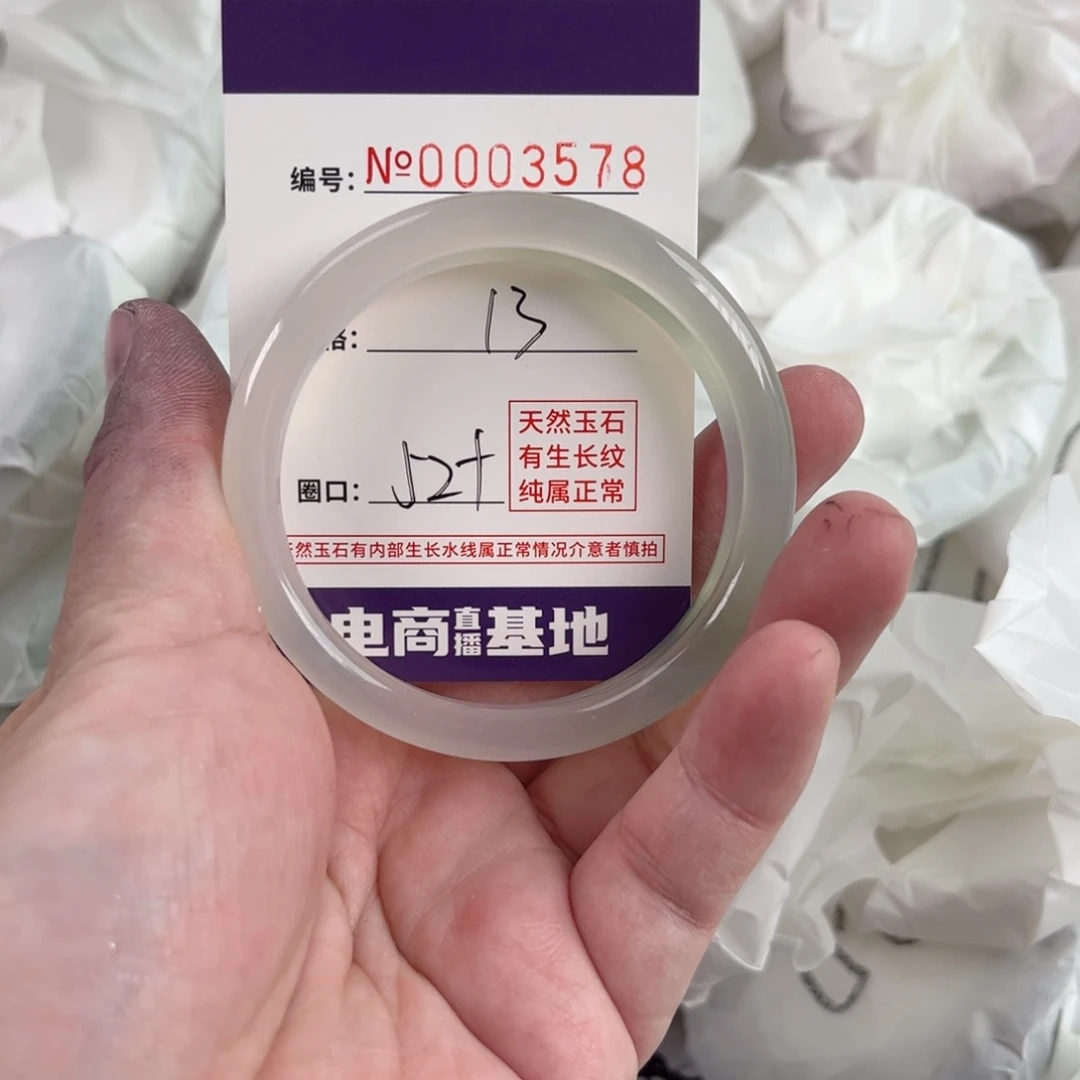 编号：№0003578
格：13
圈口：52+
天然玉石
有生长纹
纯属正常
然玉石有内部生长水线属正常情况介意者慎拍
电商直播基地